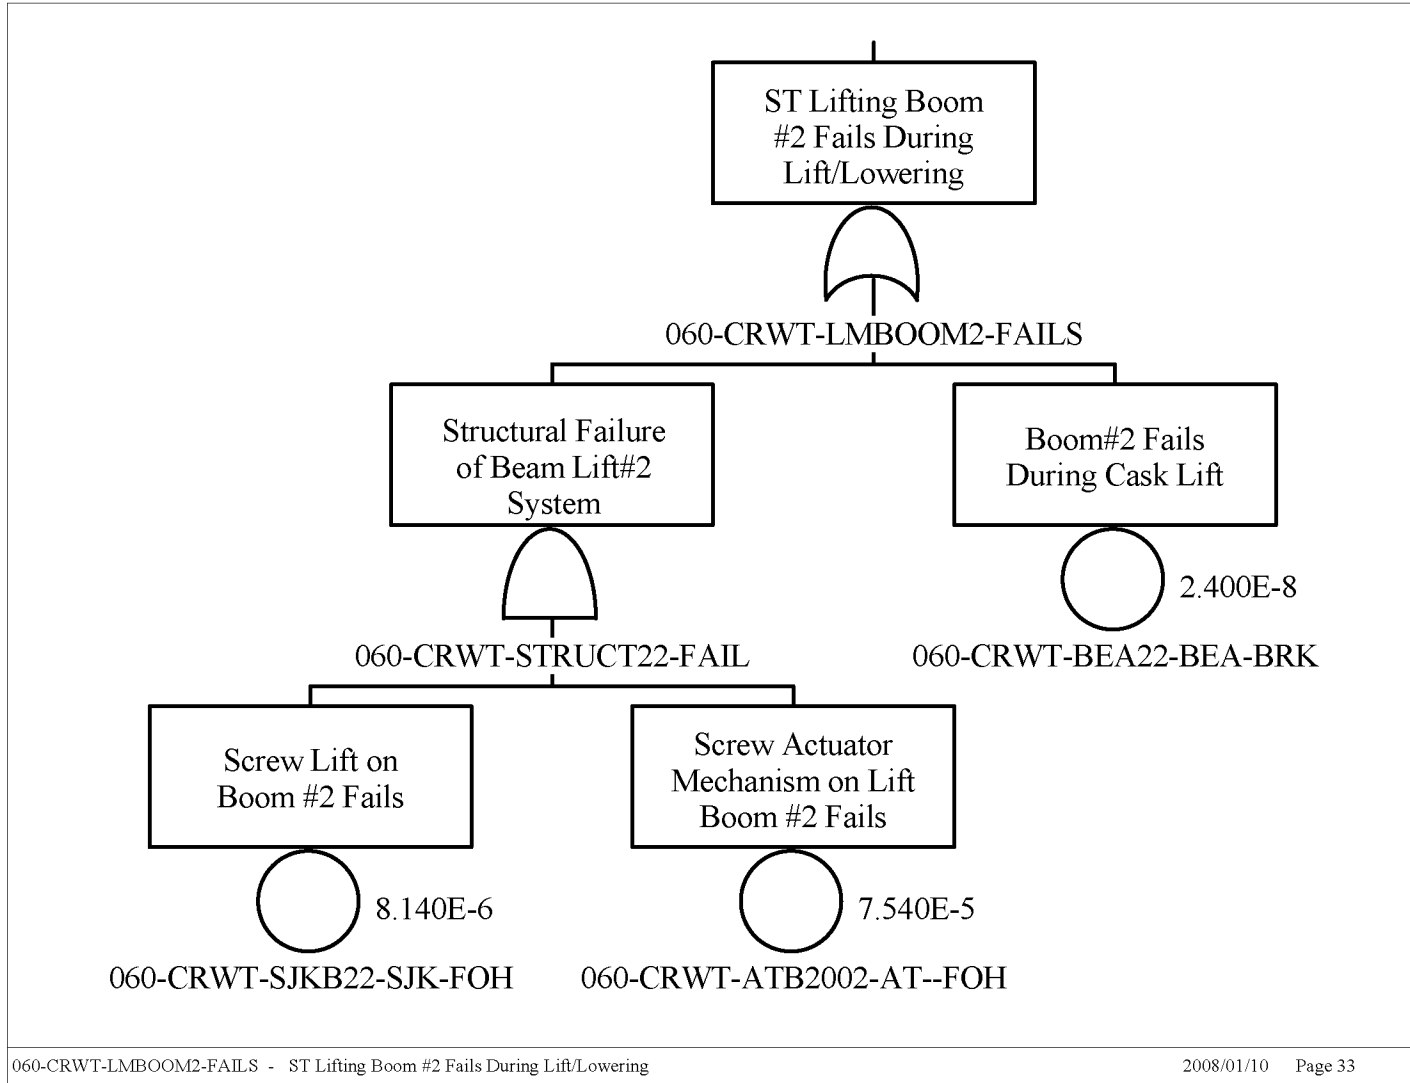 ST Lifting Boom
#2 Fails During
Lift/Lowering
060-CRWT-LMBOOM2-FAILS
Structural Failure
of Beam Lift#2
System
Boom#2 Fails
During Cask Lift
2.400E-8
060-CRWT-STRUCT22-FAIL
060-CRWT-BEA22-BEA-BRK
Screw Lift on
Boom #2 Fails
Screw Actuator
Mechanism on Lift
Boom #2 Fails
8.140E-6
7.540E-5
060-CRWT-SJKB22-SJK-FOH
060-CRWT-ATB2002-AT--FOH
060-CRWT-LMBOOM2-FAILS - ST Lifting Boom #2 Fails During Lift/Lowering
2008/01/10 Page 33